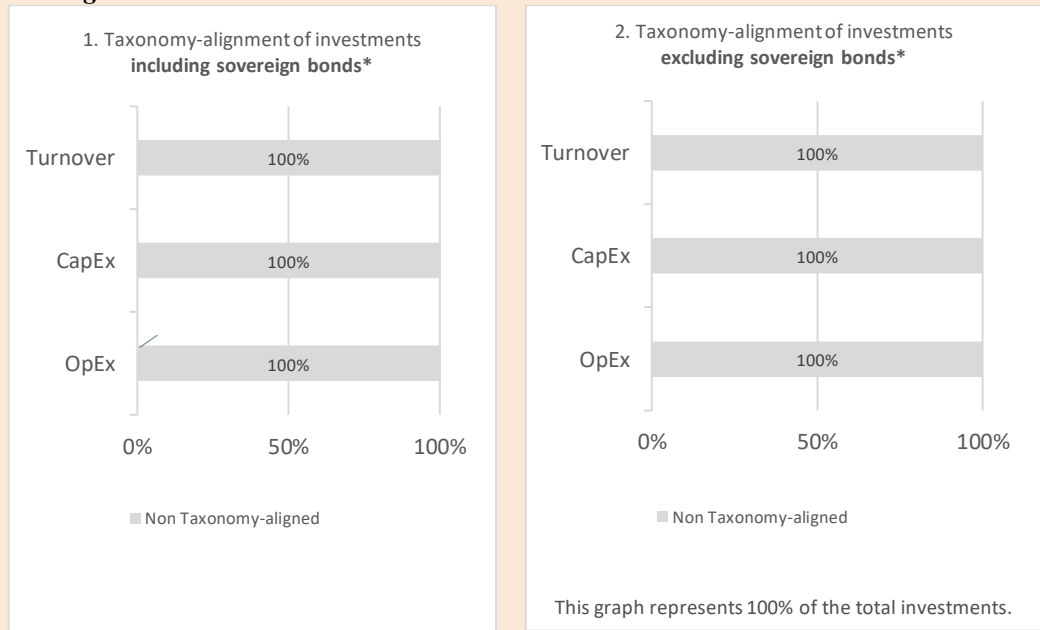 1. Taxonomy-alignment of investments
including sovereign bonds*
Turnover
100%
CapEx
100%
OpEx
100%
0%
50%
100%
Non Taxonomy-aligned
2. Taxonomy-alignment of investments
excluding sovereign bonds*
Turnover
100%
CapEx
100%
OpEx
100%
0%
50%
100%
Non Taxonomy-aligned
This graph represents 100% of the total investments.